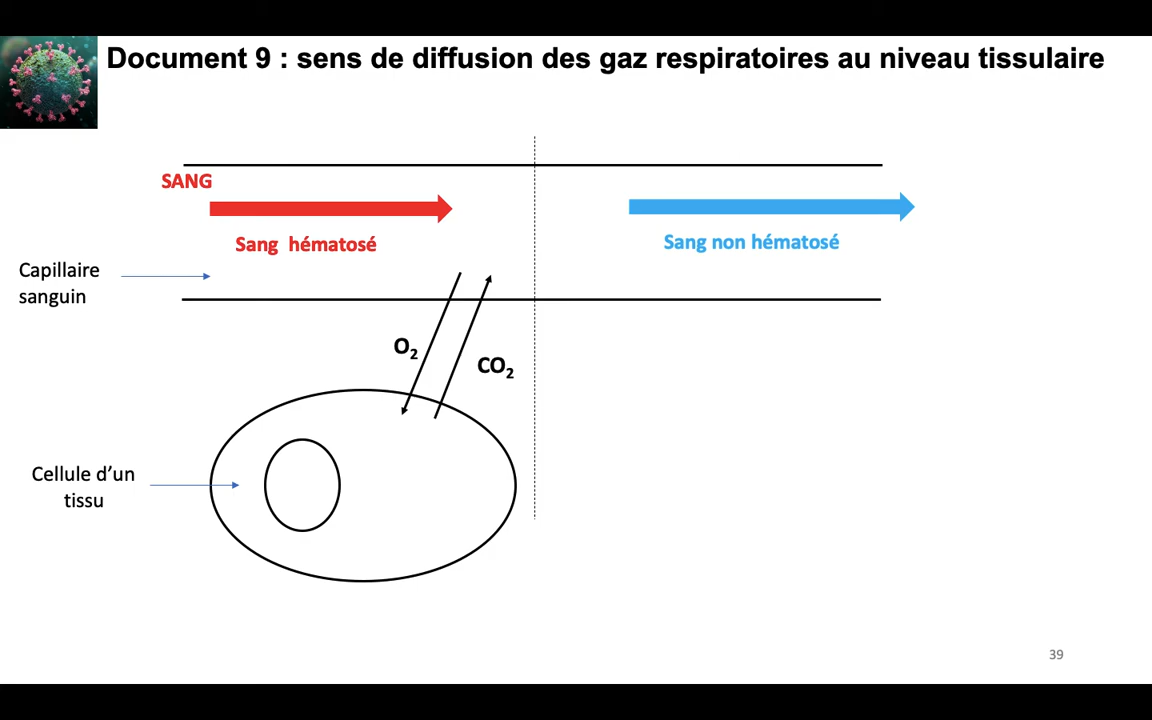 Document 9 : sens de diffusion des gaz respiratoires au niveau tissulaire
SANG
Sang hématosé
Sang non hématosé
Capillaire
sanguin
O₂
CO₂
Cellule d’un
tissu
39